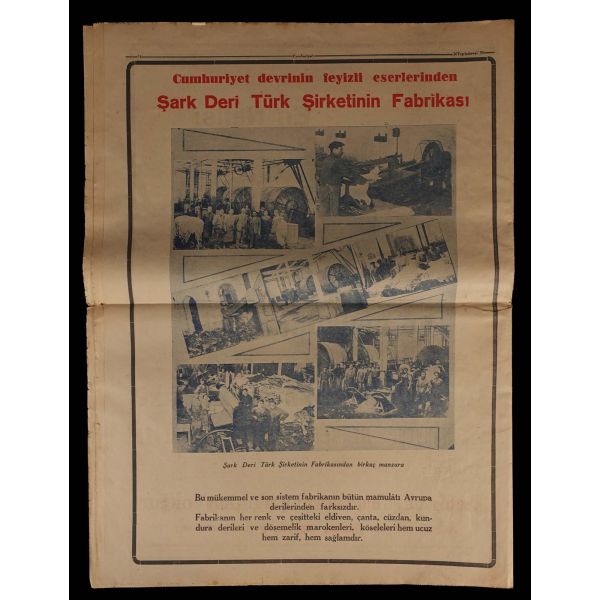 Cumhuriyet
Cumhuriyet devrinin feyizli eserlerinden
Şark Deri Türk Şirketinin Fabrikası
Şark Deri Türk Şirketinin Fabrikasından birkaç manzara
Bu mükemmel ve son sistem fabrikanın bütün mamulâtı Avrupa
derilerinden farksızdır.
Fabrikanın her renk ve çeşitteki eldiven, çanta, cüzdan, kun-
dura derileri ve döşemelik marokenleri, köseleleri hem ucuz
hem zarif, hem sağlamdır.